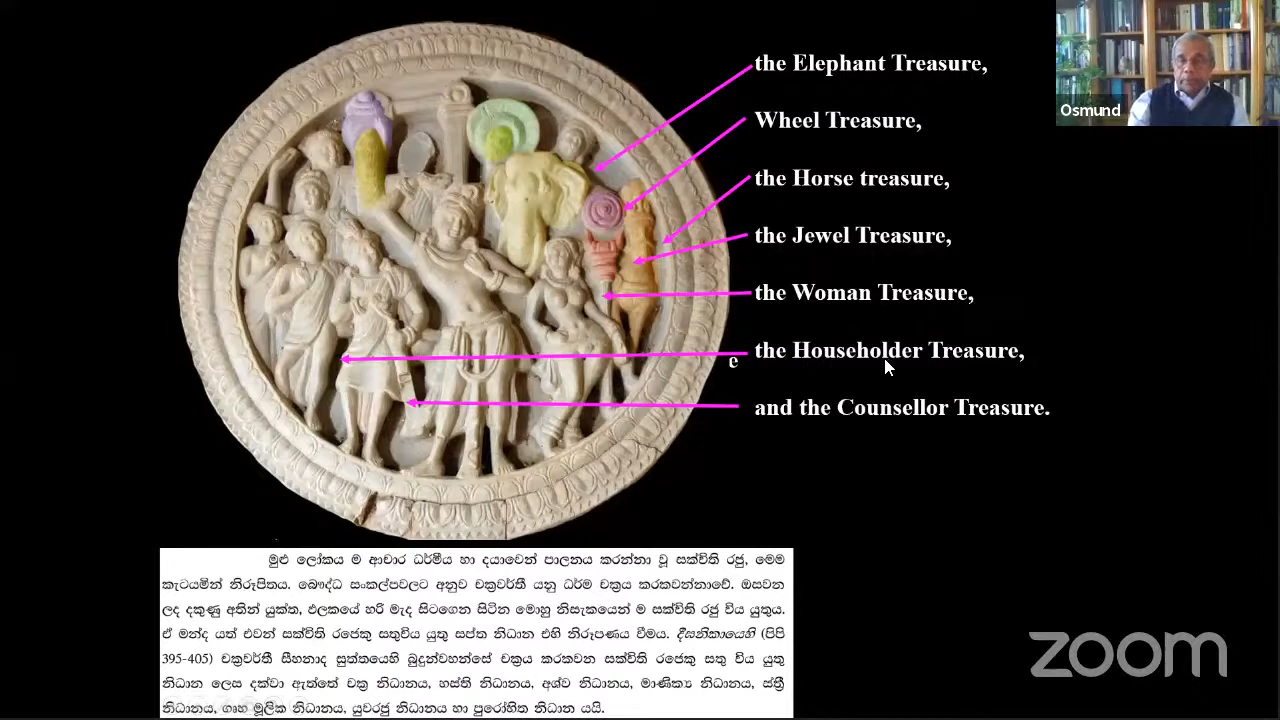 the Elephant Treasure,
Osmund
Wheel Treasure,
the Horse treasure,
the Jewel Treasure,
the Woman Treasure,
the Householder Treasure,
e
and the Counsellor Treasure.
මුළු ලෝකය ම ආචාර ධර්මීය හා දයාවෙන් පාලනය කරන්නා වූ සක්විති රජු, මෙම
කැටයමින් නිරූපිතය. බෞද්ධ සංකල්පවලට අනුව චක්‍රවර්තී යනු ධර්ම චක්‍රය කරකවන්නාවේ. ඔසවන
ලද දකුණු අතින් යුක්ත, ඵලකයේ හරි මැද සිටගෙන සිටින මොහු නිසැකයෙන් ම සක්විති රජු විය යුතුය.
ඒ මන්ද යත් එවන් සක්විති රජෙකු සතුවිය යුතු සප්ත නිධාන එහි නිරූපණය වීමය. දීඝනිකායෙහි (පිපි
395-405) චක්‍රවර්තී සීහනාද සුත්තයෙහි බුදුන්වහන්සේ චක්‍රය කරකවන සක්විති රජෙකු සතු විය යුතු
නිධාන ලෙස දක්වා ඇත්තේ චක්‍ර නිධානය, හස්ති නිධානය, අශ්ව නිධානය, මාණික්‍ය නිධානය, ස්ත්‍රී
නිධානය, ගෘහ මූලික නිධානය, යුවරජු නිධානය හා පුරෝහිත නිධාන යයි.
zoom